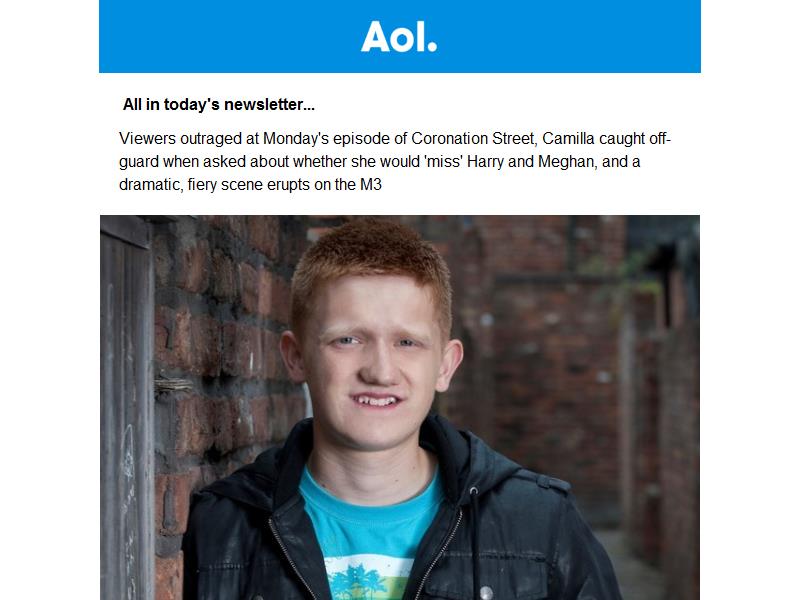 Aol.
All in today's newsletter...
Viewers outraged at Monday's episode of Coronation Street, Camilla caught off-
guard when asked about whether she would 'miss' Harry and Meghan, and a
dramatic, fiery scene erupts on the M3